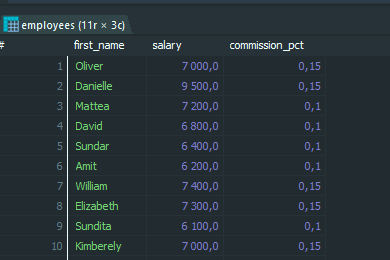 employees (11r × 3c)
# first_name salary commission_pct
1 Oliver 7 000,0 0,15
2 Danielle 9 500,0 0,15
3 Mattea 7 200,0 0,1
4 David 6 800,0 0,1
5 Sundar 6 400,0 0,1
6 Amit 6 200,0 0,1
7 William 7 400,0 0,15
8 Elizabeth 7 300,0 0,15
9 Sundita 6 100,0 0,1
10 Kimberely 7 000,0 0,15